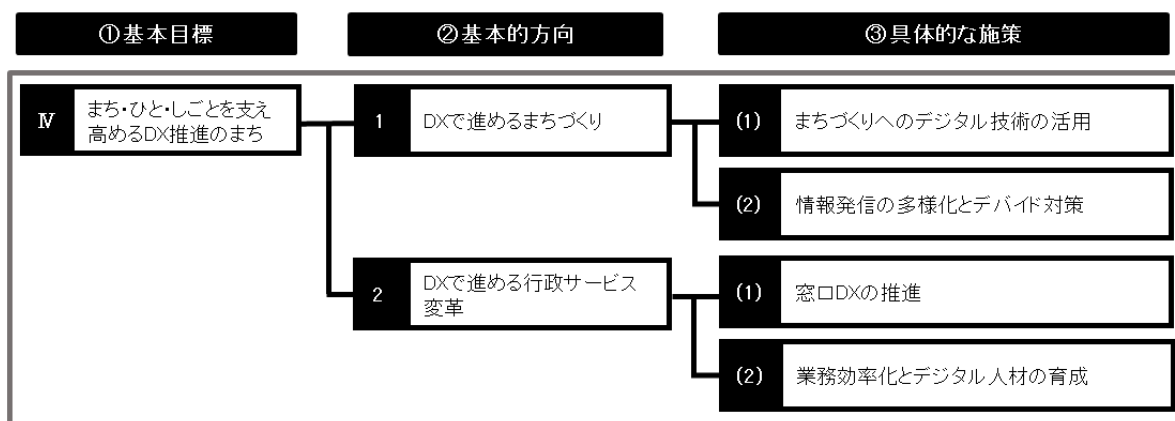 ①基本目標
②基本的方向
③具体的な施策
Ⅳ
まち・ひと・しごとを支え
高めるDX推進のまち
1
DXで進めるまちづくり
(1)
まちづくりへのデジタル技術の活用
(2)
情報発信の多様化とデバイド対策
2
DXで進める行政サービス
変革
(1)
窓口DXの推進
(2)
業務効率化とデジタル人材の育成